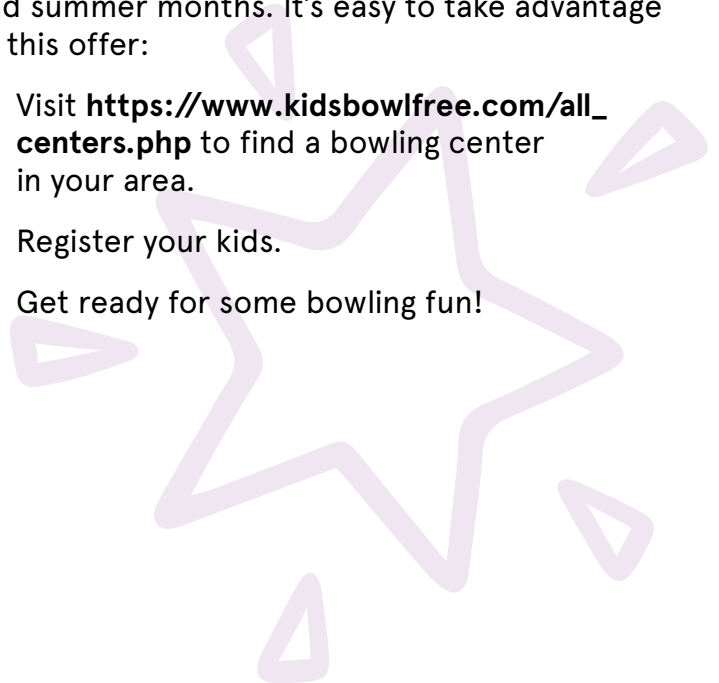 d summer months. It's easy to take advantage
this offer:
Visit https://www.kidsbowlfree.com/all_
centers.php to find a bowling center
in your area.
Register your kids.
Get ready for some bowling fun!